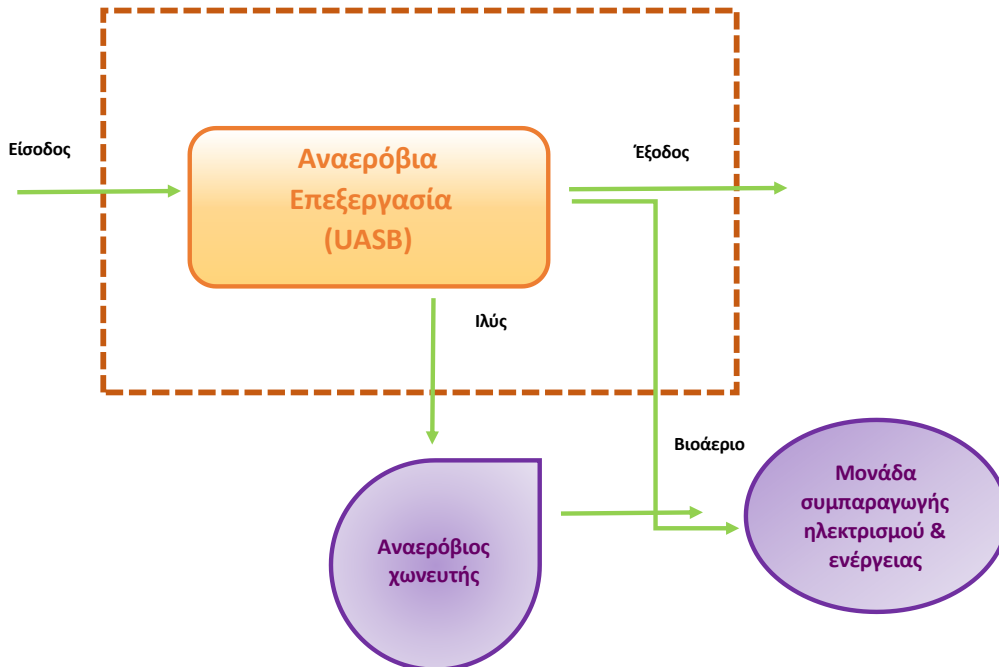 Είσοδος
Αναερόβια
Επεξεργασία
(UASB)
Έξοδος
Ιλύς
Βιοάεριο
Αναερόβιος
χωνευτής
Μονάδα
συμπαραγωγής
ηλεκτρισμού &
ενέργειας